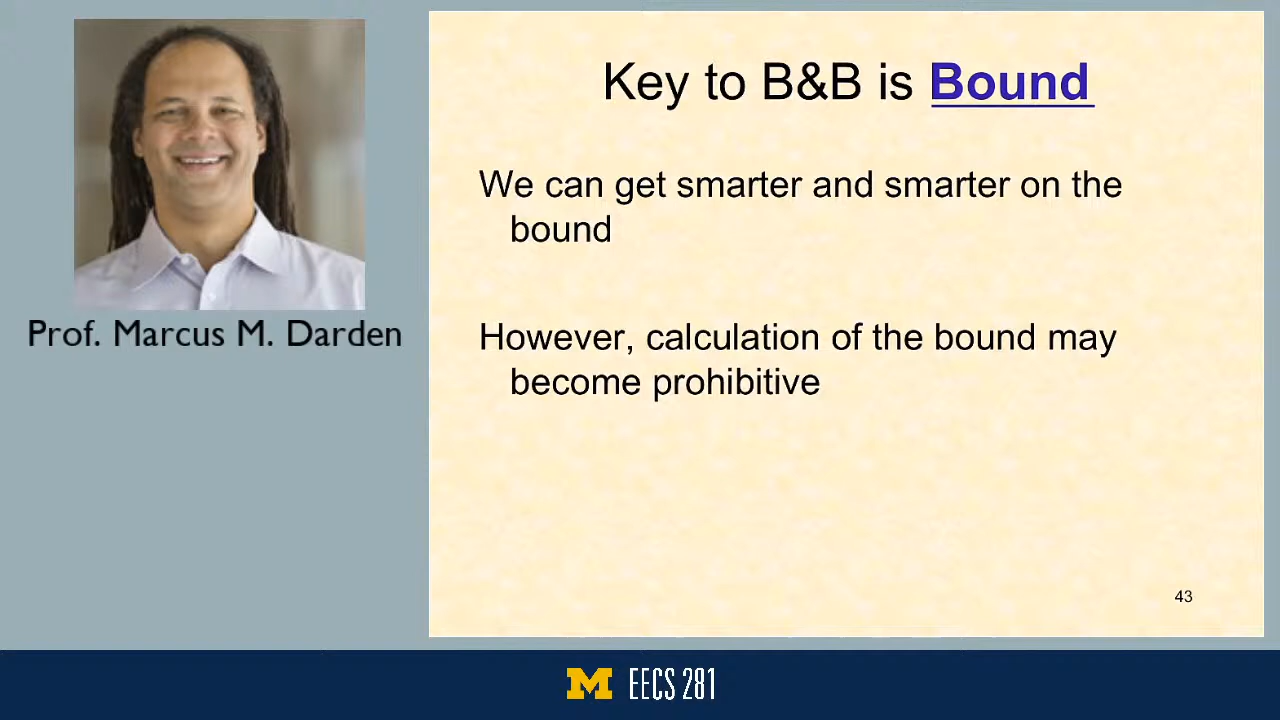 Key to B&B is Bound
We can get smarter and smarter on the
bound
However, calculation of the bound may
become prohibitive
43
Prof. Marcus M. Darden
M EECS 281